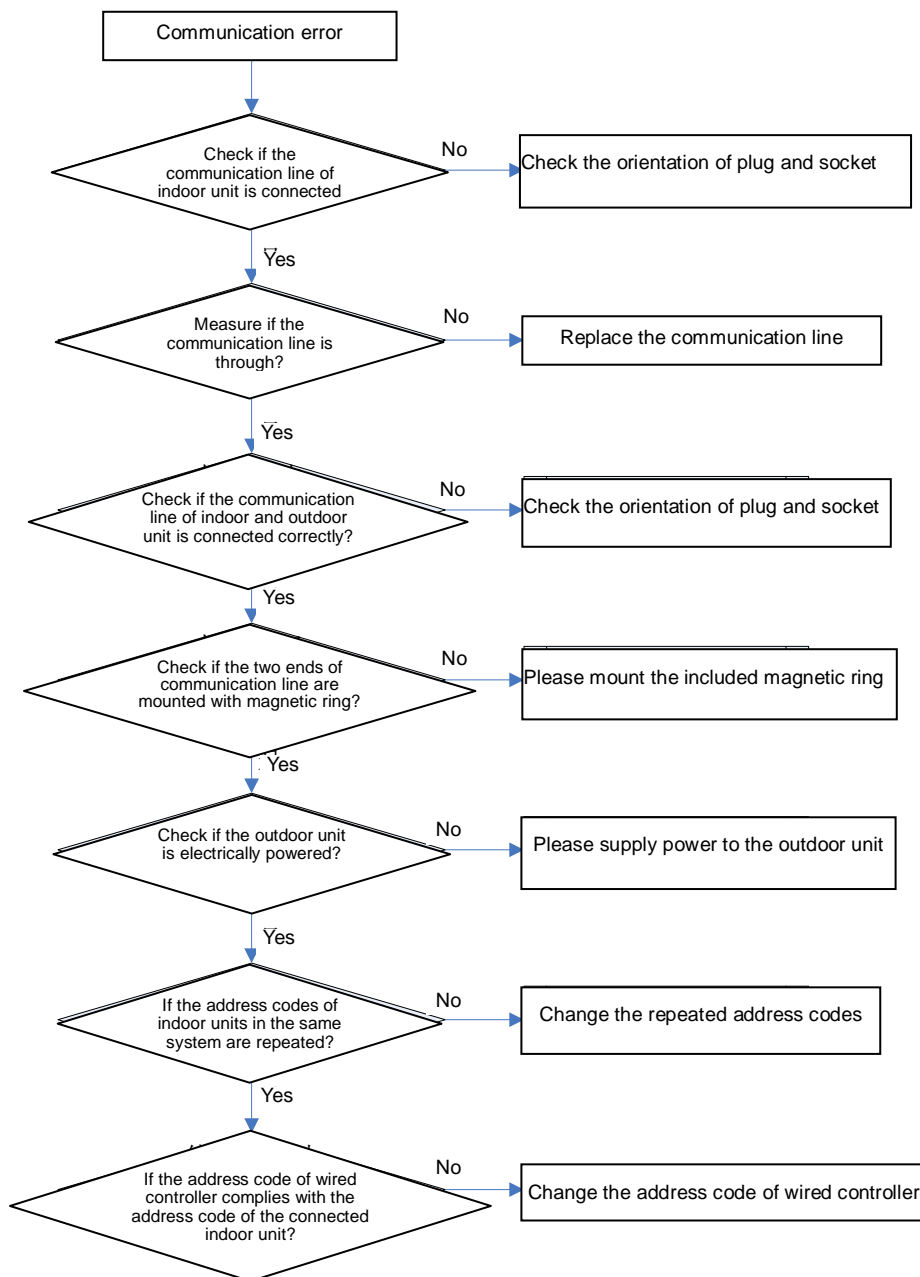 Communication error
Check if the
communication line of
indoor unit is connected
No
Check the orientation of plug and socket
Yes
Measure if the
communication line is
through?
No
Replace the communication line
Yes
Check if the communication
line of indoor and outdoor
unit is connected correctly?
No
Check the orientation of plug and socket
Yes
Check if the two ends of
communication line are
mounted with magnetic ring?
No
Please mount the included magnetic ring
Yes
Check if the outdoor unit
is electrically powered?
No
Please supply power to the outdoor unit
Yes
If the address codes of
indoor units in the same
system are repeated?
No
Change the repeated address codes
Yes
If the address code of wired
controller complies with the
address code of the connected
indoor unit?
No
Change the address code of wired controller